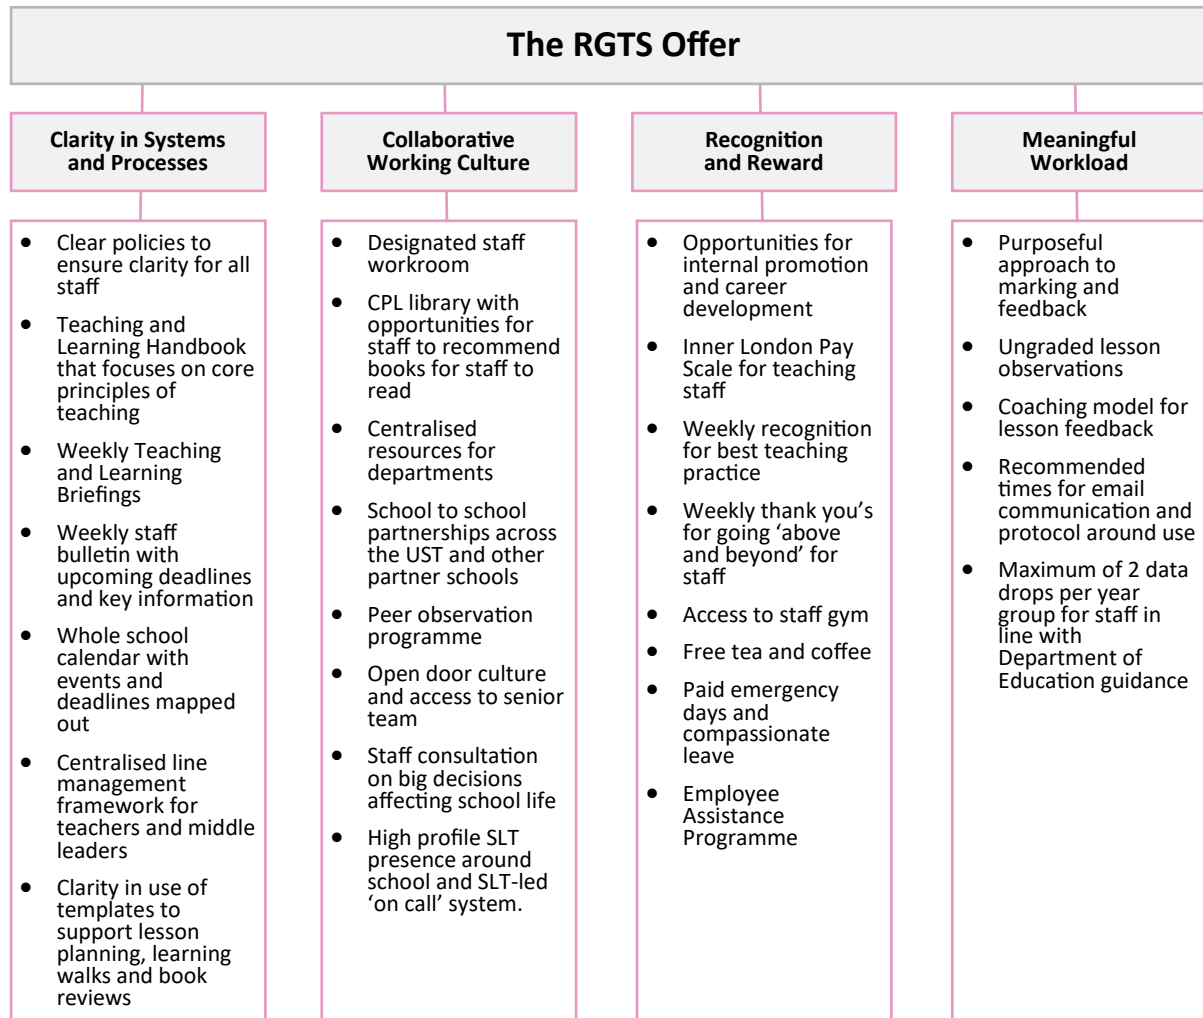 The RGTS Offer
Clarity in Systems
and Processes
• Clear policies to
ensure clarity for all
staff
• Teaching and
Learning Handbook
that focuses on core
principles of
teaching
• Weekly Teaching
and Learning
Briefings
• Weekly staff
bulletin with
upcoming deadlines
and key information
• Whole school
calendar with
events and
deadlines mapped
out
• Centralised line
management
framework for
teachers and middle
leaders
• Clarity in use of
templates to
support lesson
planning, learning
walks and book
reviews
Collaborative
Working Culture
• Designated staff
workroom
• CPL library with
opportunities for
staff to recommend
books for staff to
read
• Centralised
resources for
departments
• School to school
partnerships across
the UST and other
partner schools
• Peer observation
programme
• Open door culture
and access to senior
team
• Staff consultation
on big decisions
affecting school life
• High profile SLT
presence around
school and SLT-led
‘on call’ system.
Recognition
and Reward
• Opportunities for
internal promotion
and career
development
• Inner London Pay
Scale for teaching
staff
• Weekly recognition
for best teaching
practice
• Weekly thank you’s
for going ‘above
and beyond’ for
staff
• Access to staff gym
• Free tea and coffee
• Paid emergency
days and
compassionate
leave
• Employee
Assistance
Programme
Meaningful
Workload
• Purposeful
approach to
marking and
feedback
• Ungraded lesson
observations
• Coaching model for
lesson feedback
• Recommended
times for email
communication and
protocol around use
• Maximum of 2 data
drops per year
group for staff in
line with
Department of
Education guidance